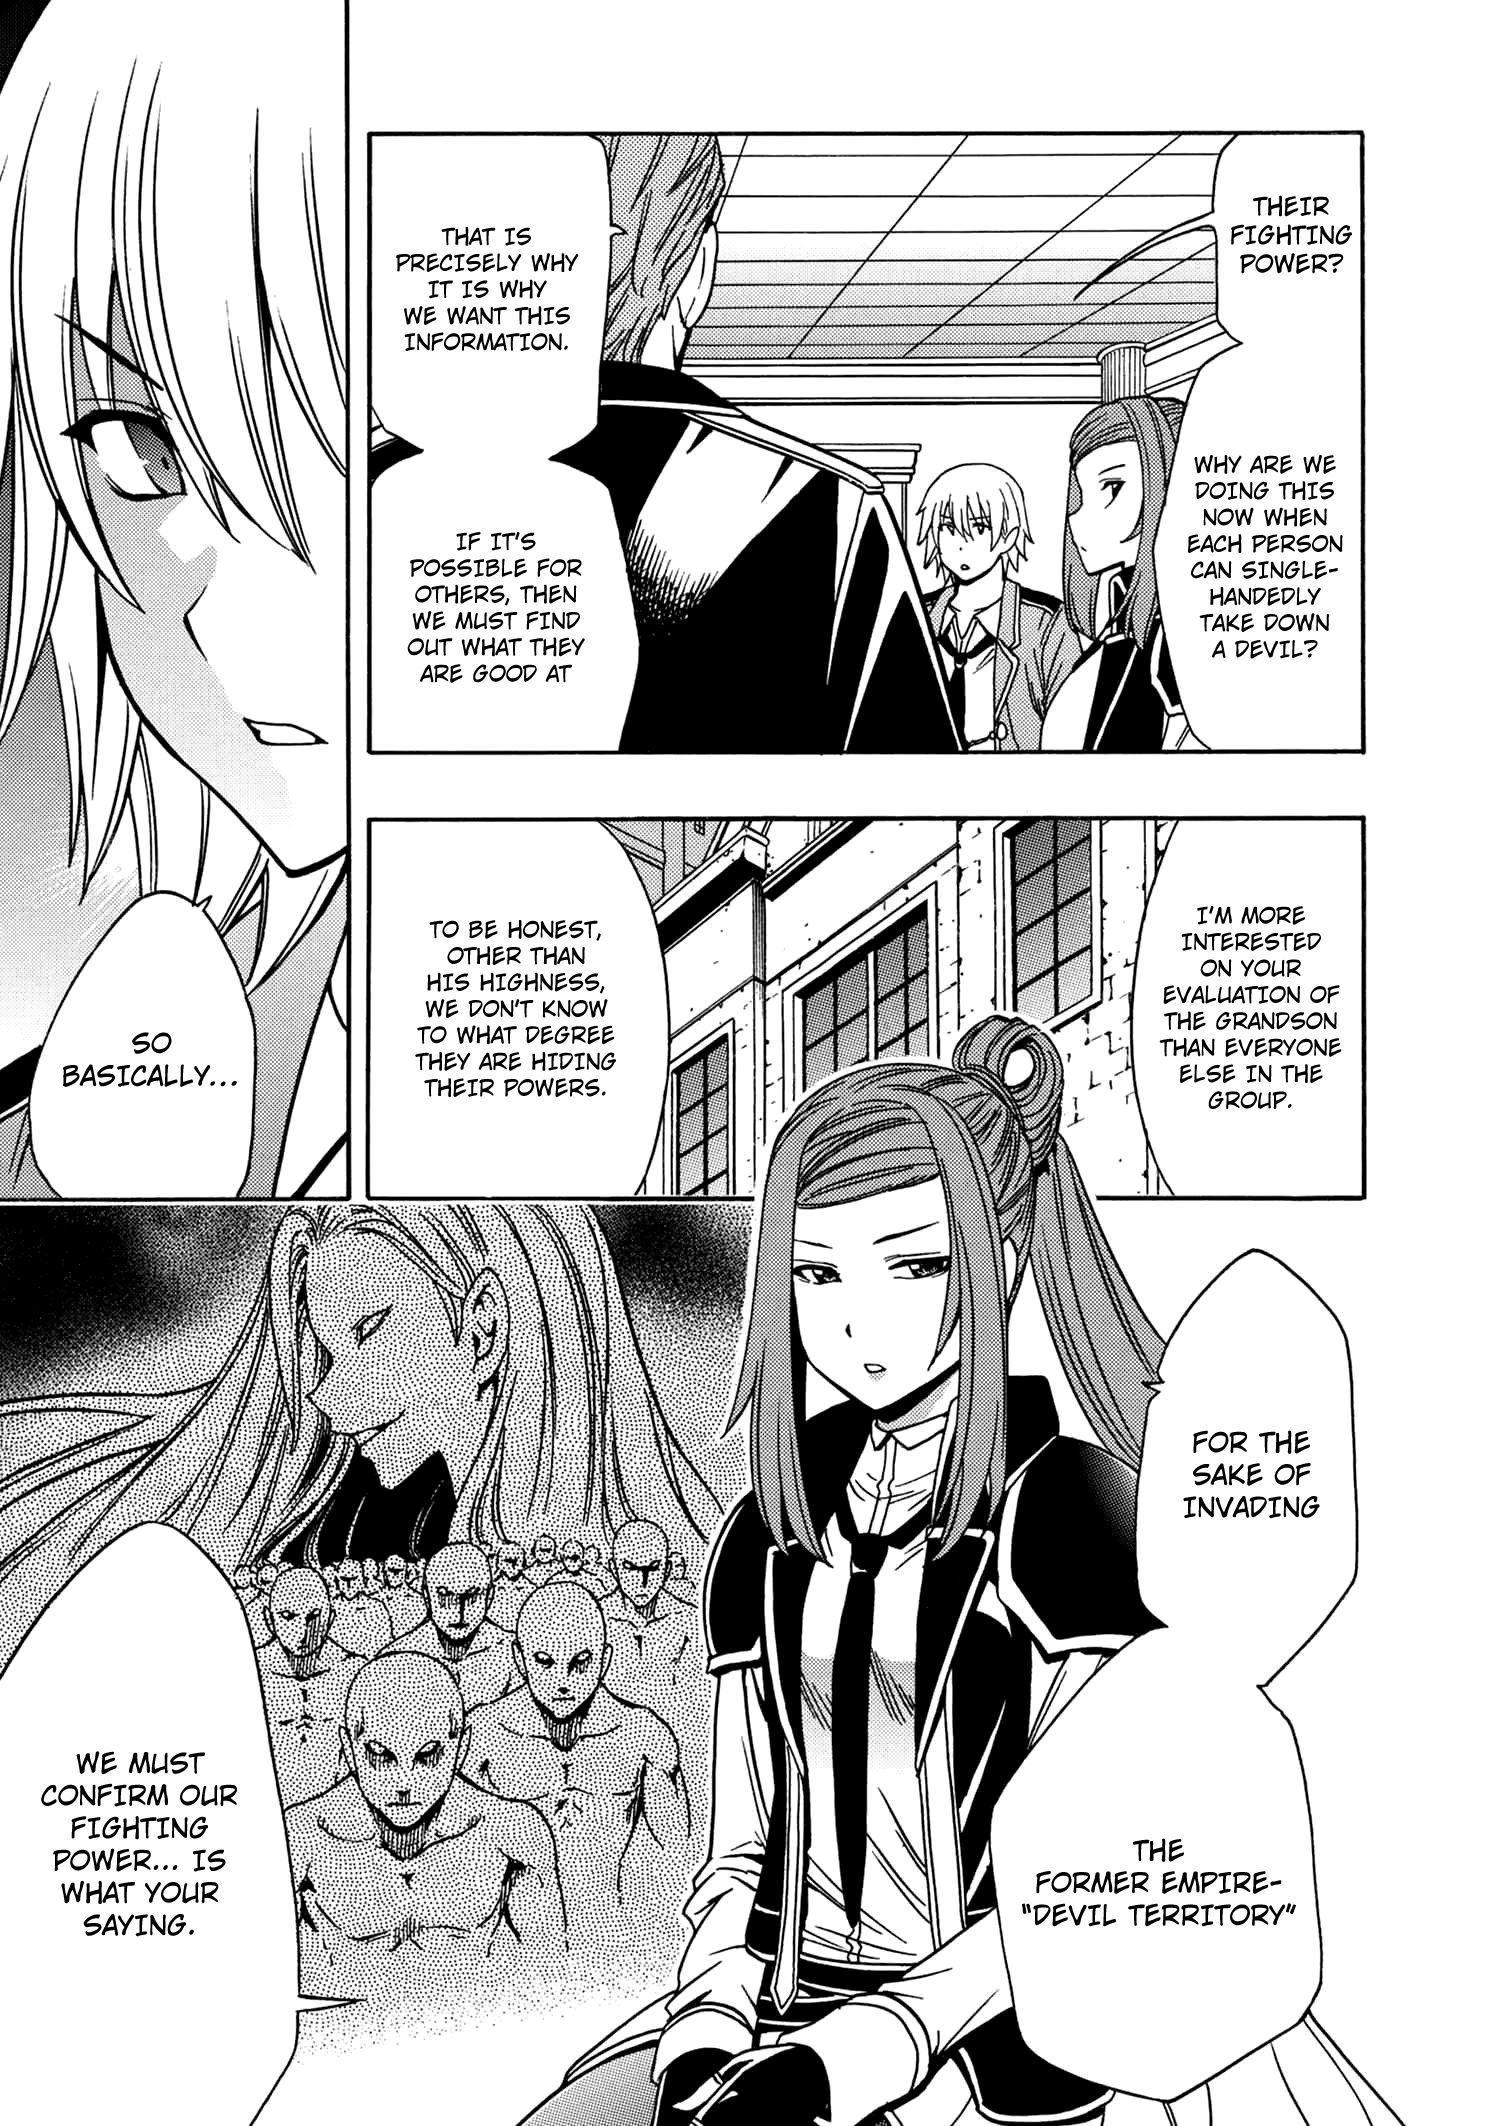 THEIR
FIGHTING
POWER?
WHY ARE WE
DOING THIS
NOW WHEN
EACH PERSON
CAN SINGLE-
HANDEDLY
TAKE DOWN
A DEVIL?
THAT IS
PRECISELY WHY
IT IS WHY
WE WANT THIS
INFORMATION.
IF IT'S
POSSIBLE FOR
OTHERS, THEN
WE MUST FIND
OUT WHAT THEY
ARE GOOD AT
I'M MORE
INTERESTED
ON YOUR
EVALUATION OF
THE GRANDSON
THAN EVERYONE
ELSE IN THE
GROUP.
TO BE HONEST,
OTHER THAN
HIS HIGHNESS,
WE DON'T KNOW
TO WHAT DEGREE
THEY ARE HIDING
THEIR POWERS.
SO
BASICALLY...
FOR THE
SAKE OF
INVADING
THE
FORMER EMPIRE-
"DEVIL TERRITORY"
WE MUST
CONFIRM OUR
FIGHTING
POWER... IS
WHAT YOUR
SAYING.